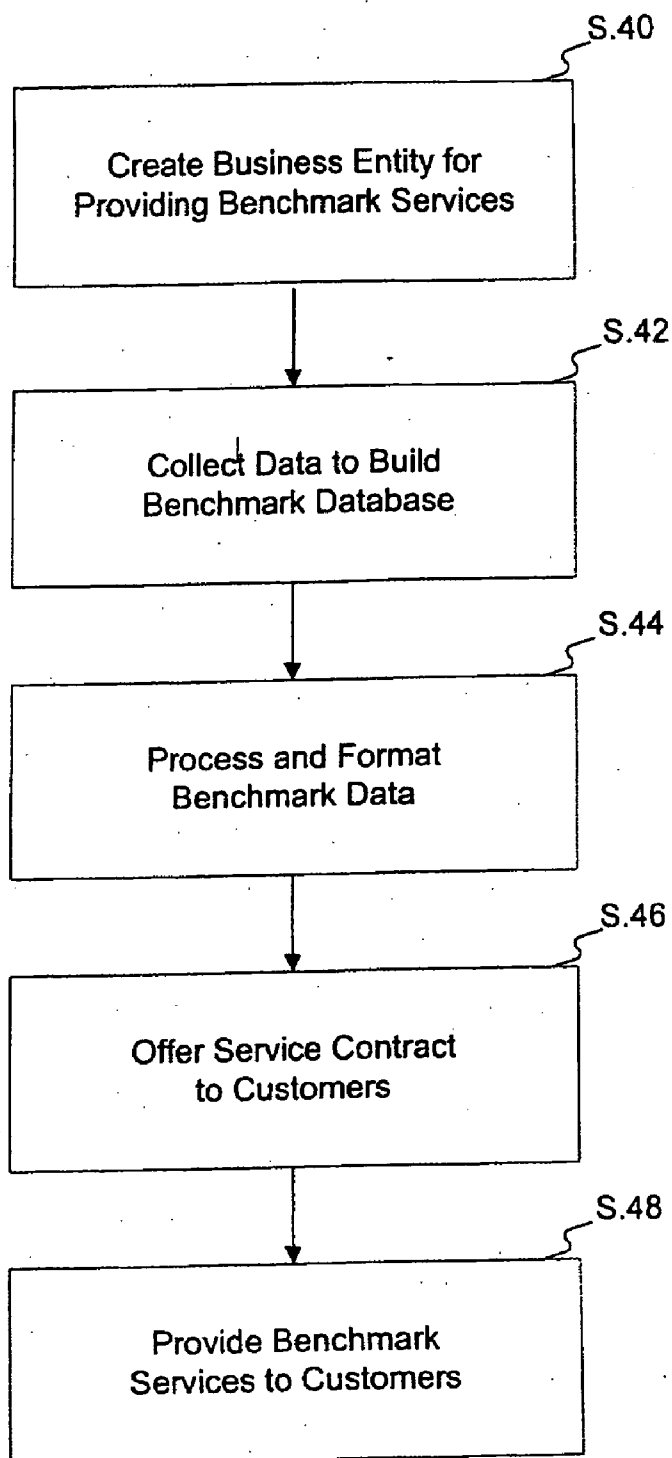 S.40
Create Business Entity for
Providing Benchmark Services
S.42
Collect Data to Build
Benchmark Database
S.44
Process and Format
Benchmark Data
S.46
Offer Service Contract
to Customers
S.48
Provide Benchmark
Services to Customers